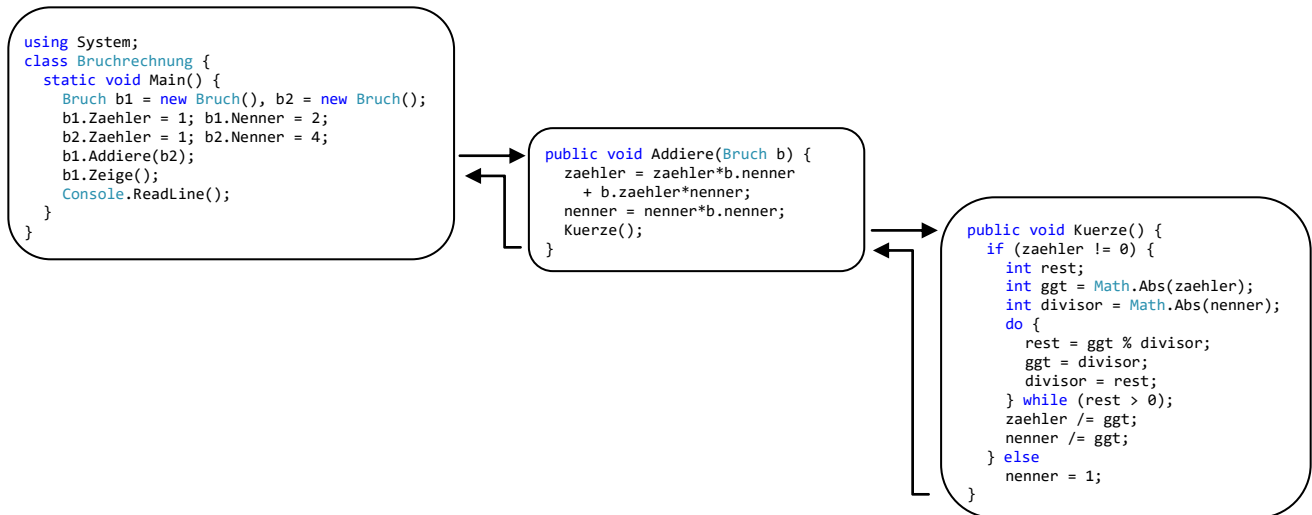 using System;
class Bruchrechnung {
  static void Main() {
    Bruch b1 = new Bruch(), b2 = new Bruch();
    b1.Zaehler = 1; b1.Nenner = 2;
    b2.Zaehler = 1; b2.Nenner = 4;
    b1.Addiere(b2);
    b1.Zeige();
    Console.ReadLine();
  }
}
public void Addiere(Bruch b) {
  zaehler = zaehler*b.nenner
    + b.zaehler*nenner;
  nenner = nenner*b.nenner;
  Kuerze();
}
public void Kuerze() {
  if (zaehler != 0) {
    int rest;
    int ggt = Math.Abs(zaehler);
    int divisor = Math.Abs(nenner);
    do {
      rest = ggt % divisor;
      ggt = divisor;
      divisor = rest;
    } while (rest > 0);
    zaehler /= ggt;
    nenner /= ggt;
  } else
    nenner = 1;
}